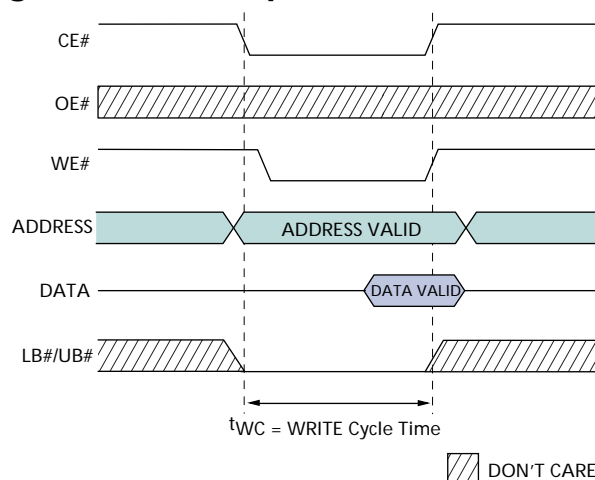 CE#
OE#
WE#
ADDRESS
ADDRESS VALID
DATA
DATA VALID
LB#/UB#
tWC = WRITE Cycle Time
DON'T CARE